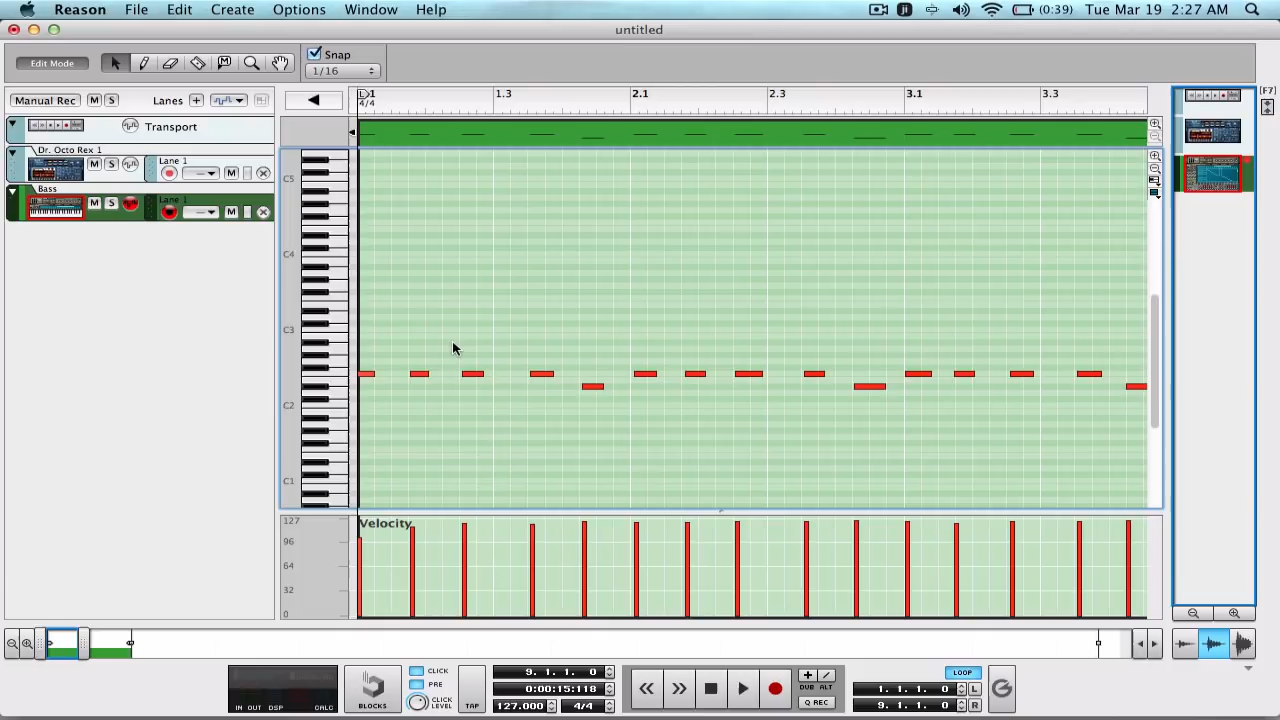 Reason File Edit Create Options Window Help
(0:39) Tue Mar 19 2:27 AM
untitled
Edit Mode
Snap
1/16
Manual Rec M S Lanes +
1 1.3 2.1 2.3 3.1 3.3
4/4
[F7]
Transport
Dr. Octo Rex 1
M S Lane 1
M
Bass
M S Lane 1
M
C5
C4
C3
C2
C1
Velocity
127
96
64
32
0
IN OUT DSP CALC
BLOCKS
CLICK
PRE
CLICK LEVEL
TAP
9. 1. 1. 0
0:00:15:118
127.000 4/4
DUB ALT
Q REC
LOOP
1. 1. 1. 0 L
9. 1. 1. 0 R